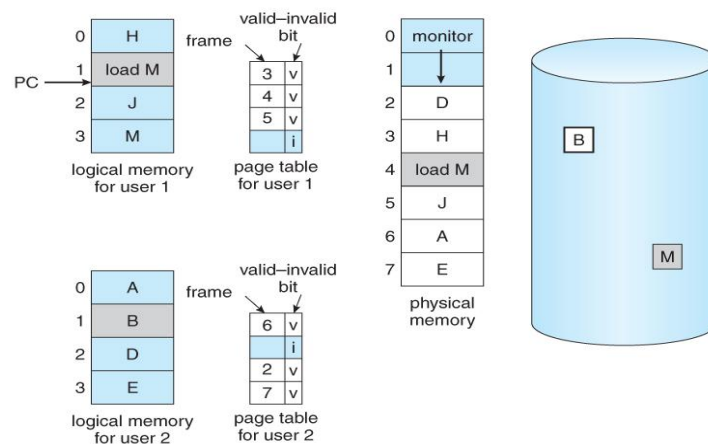 valid–invalid
frame
bit
0
H
1
load M
2
J
3
M
PC
logical memory
for user 1
3
v
4
v
5
v
i
page table
for user 1
0
A
1
B
2
D
3
E
logical memory
for user 2
valid–invalid
bit
frame
6
v
i
2
v
7
v
page table
for user 2
0
monitor
1
2
D
3
H
4
load M
5
J
6
A
7
E
physical
memory
B
M